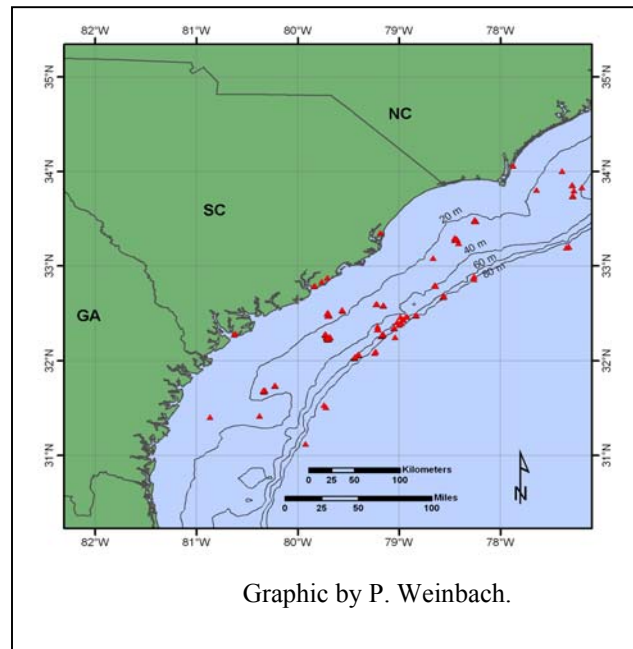 82°W 81°W 80°W 79°W 78°W
35°N 35°N
NC
34°N 34°N
SC
20 m
40 m
60 m
80 m
33°N 33°N
GA
32°N 32°N
31°N 31°N
Kilometers
0 25 50 100
Miles
0 25 50 100
N
82°W 81°W 80°W 79°W 78°W
Graphic by P. Weinbach.